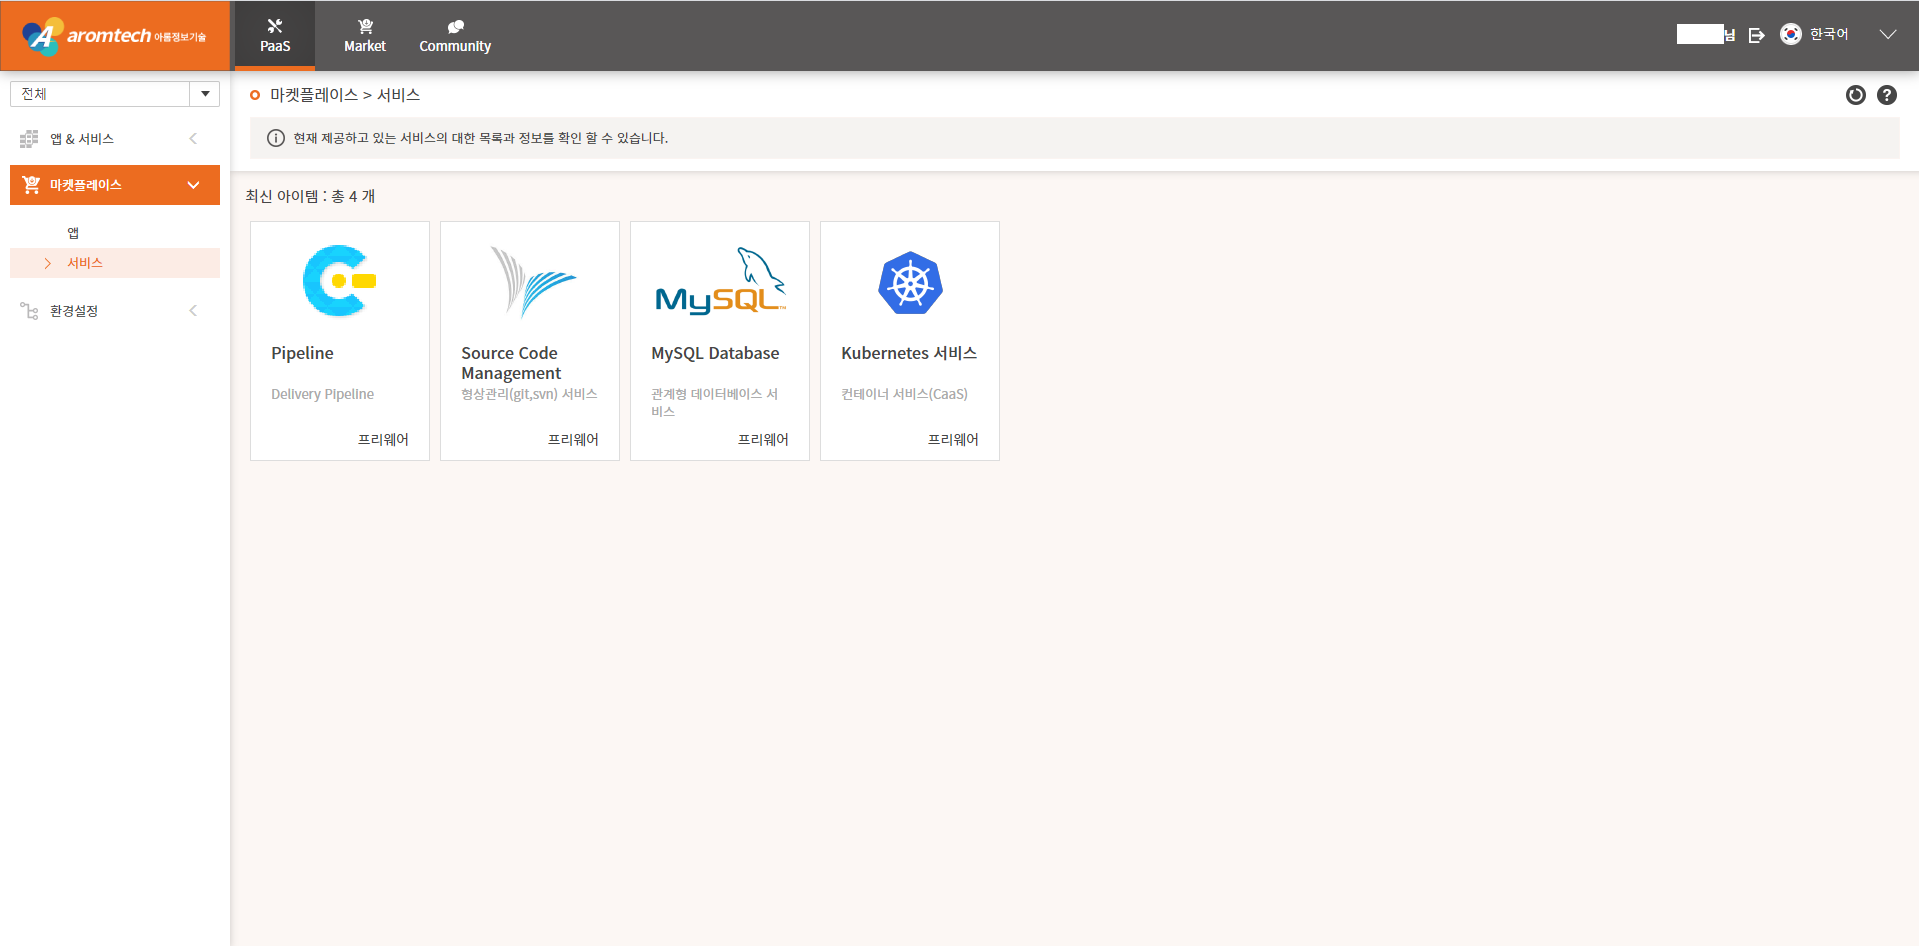 aromtech 아롬정보기술
PaaS
Market
Community
님
한국어
전체
앱 & 서비스
마켓플레이스
앱
서비스
환경설정
마켓플레이스 > 서비스
현재 제공하고 있는 서비스의 대한 목록과 정보를 확인 할 수 있습니다.
최신 아이템 : 총 4 개
Pipeline
Delivery Pipeline
프리웨어
Source Code
Management
형상관리(git,svn) 서비스
프리웨어
MySQL™
MySQL Database
관계형 데이터베이스 서
비스
프리웨어
Kubernetes 서비스
컨테이너 서비스(CaaS)
프리웨어